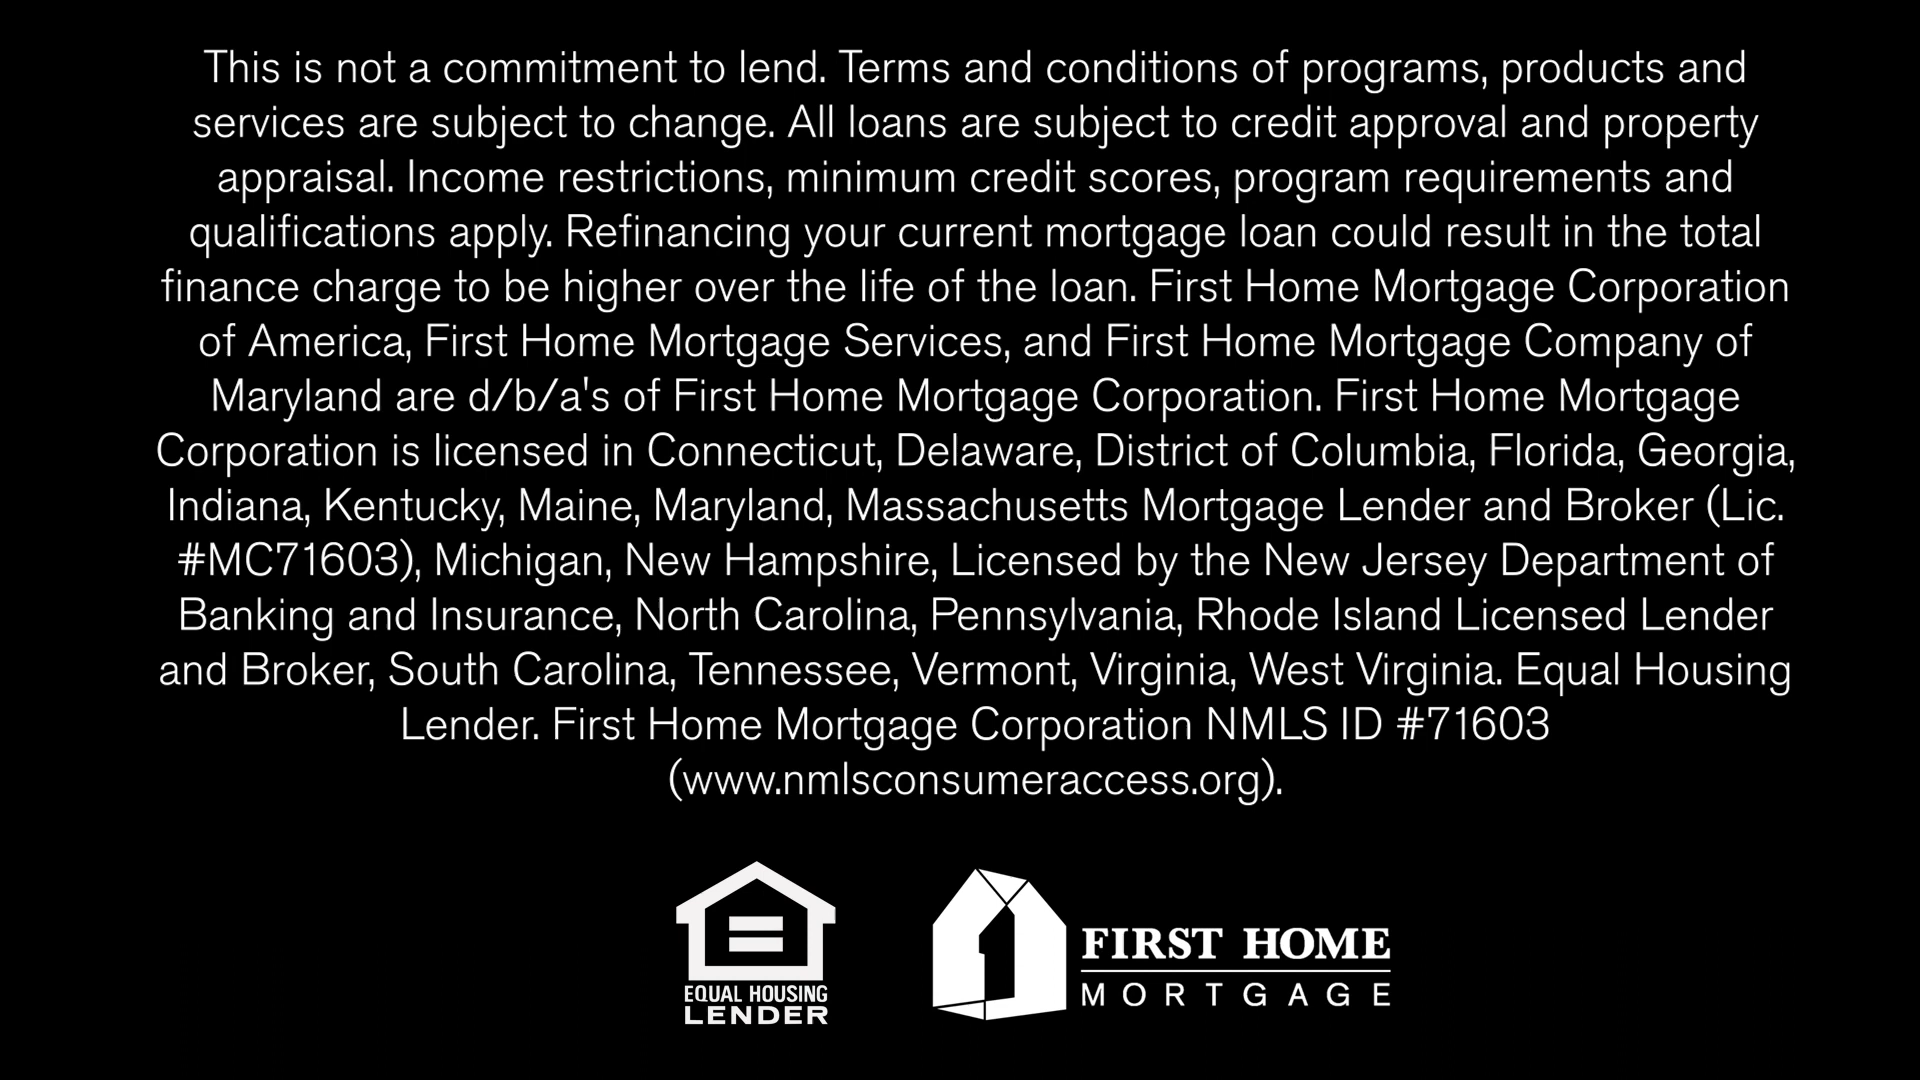 This is not a commitment to lend. Terms and conditions of programs, products and
services are subject to change. All loans are subject to credit approval and property
appraisal. Income restrictions, minimum credit scores, program requirements and
qualifications apply. Refinancing your current mortgage loan could result in the total
finance charge to be higher over the life of the loan. First Home Mortgage Corporation
of America, First Home Mortgage Services, and First Home Mortgage Company of
Maryland are d/b/a's of First Home Mortgage Corporation. First Home Mortgage
Corporation is licensed in Connecticut, Delaware, District of Columbia, Florida, Georgia,
Indiana, Kentucky, Maine, Maryland, Massachusetts Mortgage Lender and Broker (Lic.
#MC71603), Michigan, New Hampshire, Licensed by the New Jersey Department of
Banking and Insurance, North Carolina, Pennsylvania, Rhode Island Licensed Lender
and Broker, South Carolina, Tennessee, Vermont, Virginia, West Virginia. Equal Housing
Lender. First Home Mortgage Corporation NMLS ID #71603
(www.nmlsconsumeraccess.org).
EQUAL HOUSING
LENDER
FIRST HOME
MORTGAGE